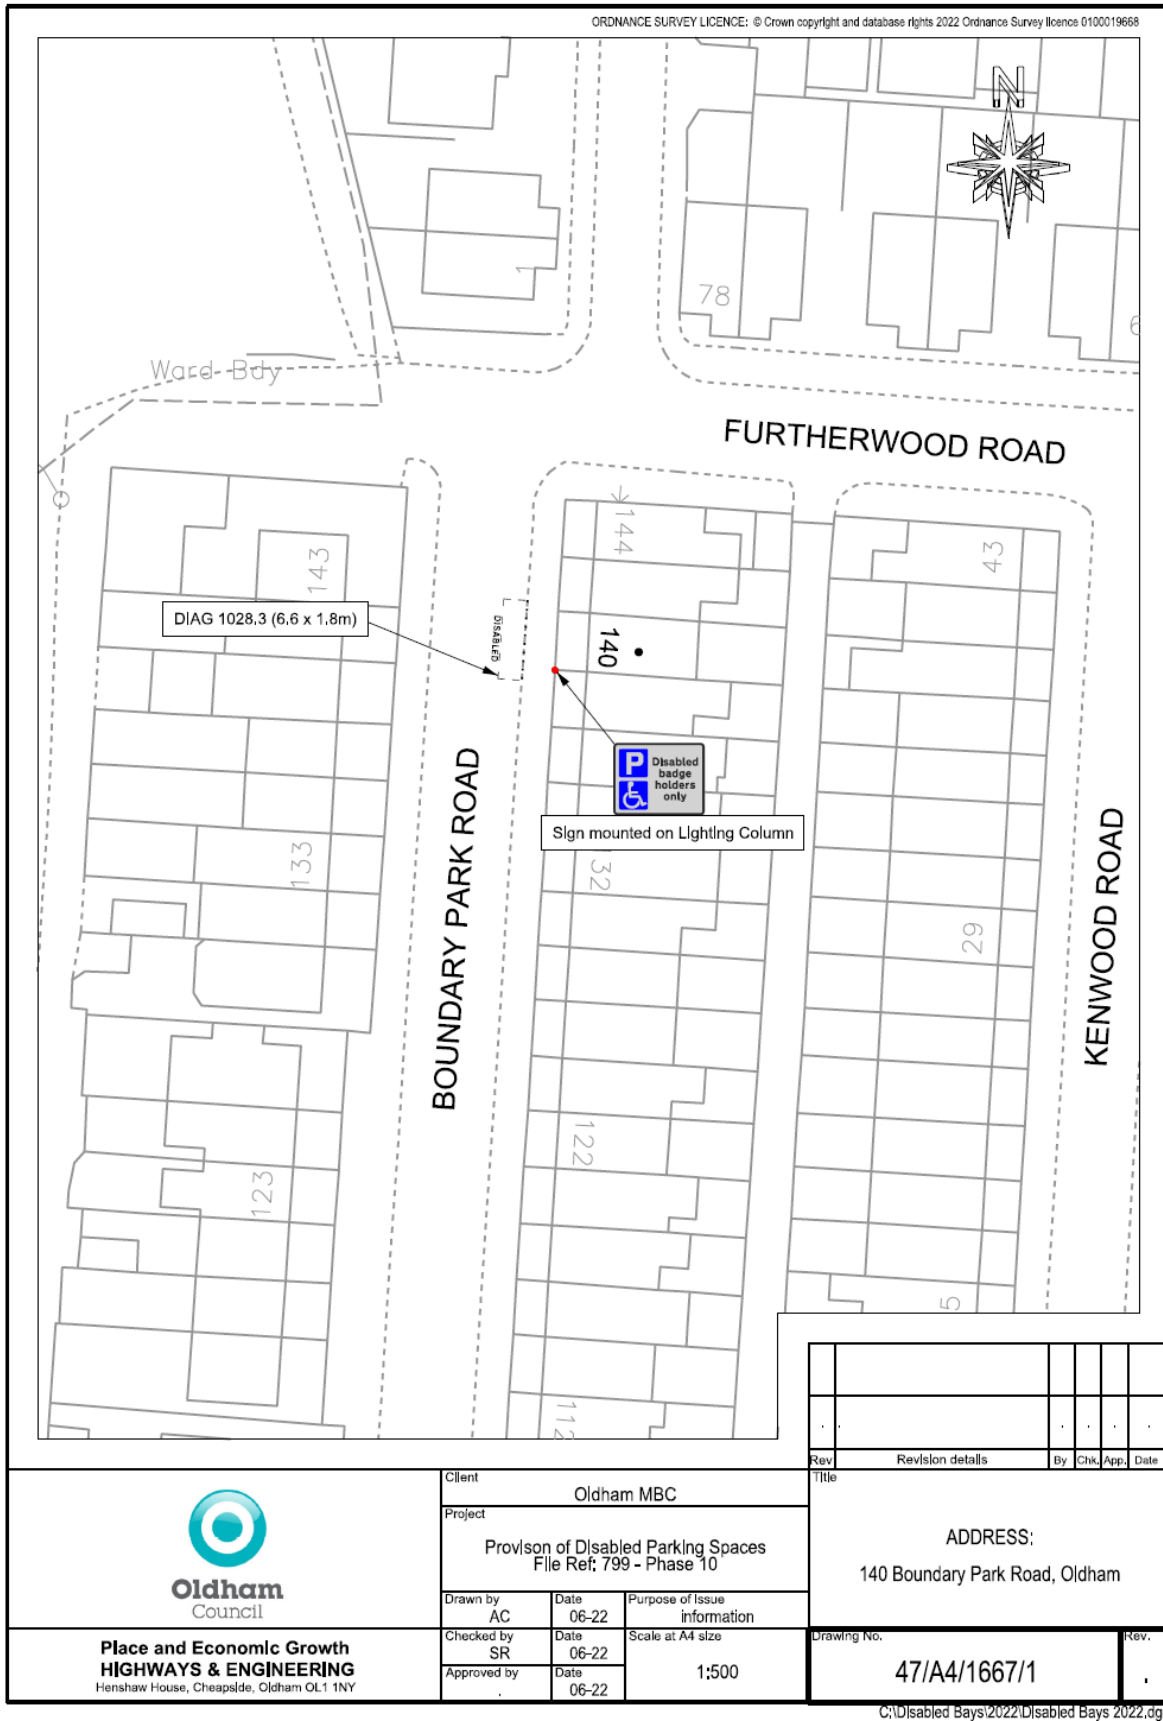 ORDNANCE SURVEY LICENCE: © Crown copyright and database rights 2022 Ordnance Survey licence 0100019668
N
1
78
6
Ward Bdy
FURTHERWOOD ROAD
144
143
43
DIAG 1028.3 (6.6 x 1.8m)
DISABLED
140
P Disabled
badge
holders
only
Sign mounted on Lighting Column
BOUNDARY PARK ROAD
133
132
29
KENWOOD ROAD
122
123
5
112
Rev
Revision details
By
Chk.
App.
Date
Oldham
Council
Place and Economic Growth
HIGHWAYS & ENGINEERING
Henshaw House, Cheapside, Oldham OL1 1NY
Client
Oldham MBC
Project
Provison of Disabled Parking Spaces
File Ref: 799 - Phase 10
Drawn by
AC
Date
06-22
Purpose of Issue
information
Checked by
SR
Date
06-22
Scale at A4 size
1:500
Approved by
.
Date
06-22
Title
ADDRESS:
140 Boundary Park Road, Oldham
Drawing No.
47/A4/1667/1
Rev.
.
C:\Disabled Bays\2022\Disabled Bays 2022.dg